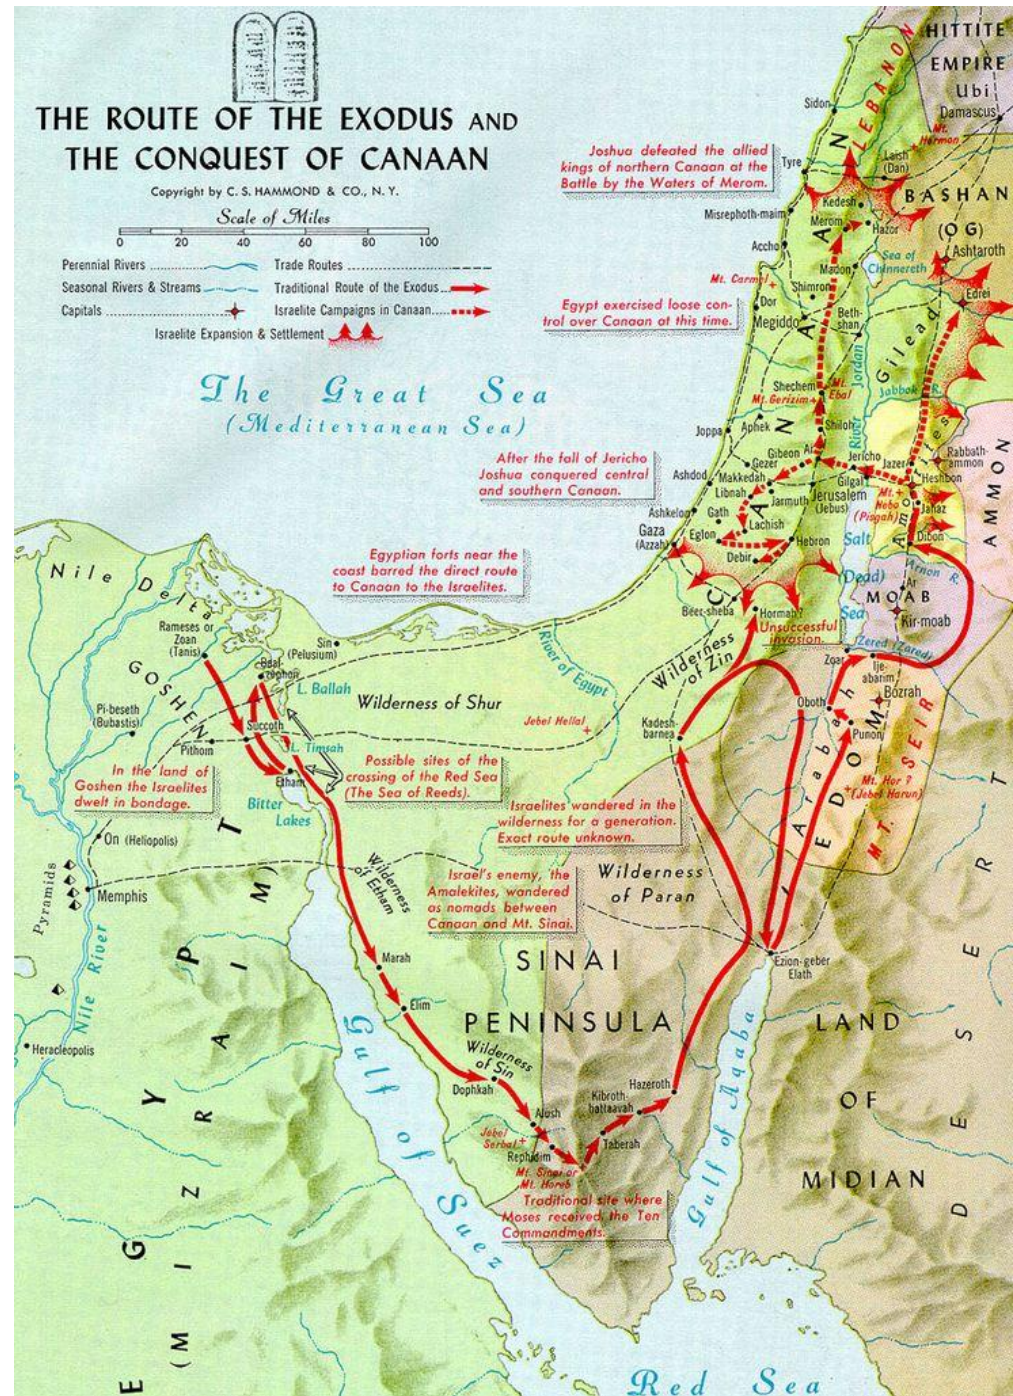 THE ROUTE OF THE EXODUS AND
THE CONQUEST OF CANAAN
Copyright by C. S. HAMMOND & CO., N. Y.
Scale of Miles
0 20 40 60 80 100
Perennial Rivers
Trade Routes
Seasonal Rivers & Streams
Traditional Route of the Exodus
Capitals
Israelite Campaigns in Canaan
Israelite Expansion & Settlement
HITTITE
EMPIRE
Ubi
Damascus
LEBANON
Mt.
Hermon
Sidon
Joshua defeated the allied
kings of northern Canaan at the
Battle by the Waters of Merom.
Tyre
Laish
(Dan)
BASHAN
(OG)
Kedesh
Misrephoth-maim
Merom
Hazor
Ashtaroth
Accho
Sea of
Chinnereth
Madon
Mt. Carmel
Shimron
Edrei
Dor
Egypt exercised loose con-
trol over Canaan at this time.
Megiddo
Beth-
shan
Gilead
Jordan
River
The Great Sea
(Mediterranean Sea)
Shechem
Mt.
Ebal
Mt. Gerizim
Jabbok R.
CANAAN
Joppa
Aphek
Shiloh
Amorites
AMMON
After the fall of Jericho
Joshua conquered central
and southern Canaan.
Gibeon
Ai
Gezer
Jericho
Jazer
Rabbath-
ammon
Ashdod
Makkedah
Gilgal
Heshbon
Libnah
Jarmuth
Jerusalem
(Jebus)
Mt.
Nebo
(Pisgah)
Jahaz
Ashkelon
Gath
Lachish
Gaza
(Azzah)
Eglon
Hebron
Salt
Dibon
Debir
(Dead)
Sea
Arnon R.
Egyptian forts near the
coast barred the direct route
to Canaan to the Israelites.
Ar
MOAB
Kir-moab
Beer-sheba
Hormah?
Unsuccessful
invasion.
Nile Delta
Rameses or
Zoan
(Tanis)
Sin
(Pelusium)
River of Egypt
Wilderness
of Zin
Zered (Zared)
Zoar
Ije-
abarim
GOSHEN
Baal-
zephon
L. Ballah
Wilderness of Shur
Oboth
Bozrah
Pi-beseth
(Bubastis)
Succoth
Jebel Hellal
Kadesh-
barnea
Punon
Pithom
L. Timsah
Arabah
EDOM
MT. SEIR
In the land of
Goshen the Israelites
dwelt in bondage.
Etham
Possible sites of the
crossing of the Red Sea
(The Sea of Reeds).
Mt. Hor ?
(Jebel Harun)
Bitter
Lakes
Israelites wandered in the
wilderness for a generation.
Exact route unknown.
On (Heliopolis)
Wilderness
of Etham
Pyramids
Memphis
Israel's enemy, the
Amalekites, wandered
as nomads between
Canaan and Mt. Sinai.
Wilderness
of Paran
Nile River
Marah
SINAI
PENINSULA
Ezion-geber
Elath
Elim
Gulf of Suez
LAND
OF
MIDIAN
DESERT
Heracleopolis
Wilderness
of Sin
Dophkah
Hazeroth
Kibroth-
hattaavah
Gulf of Aqaba
Alush
Jebel
Serbal
Taberah
Rephidim
Mt. Sinai or
Mt. Horeb
Traditional site where
Moses received the Ten
Commandments.
EGYPT
(MIZRAIM)
Red Sea